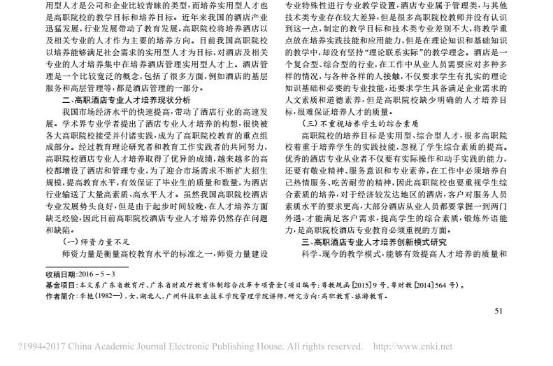 用型人才是公司和企业比较青睐的类型,而培养实用型人才也
是高职院校的教学目标和培养目标。近年来我国的酒店产业
迅猛发展,行业发展带动了教育发展,高职院校将培养酒店以
及相关专业的人才作为主要的培养方向。目前我国高职院校
以培养能够满足社会需求的实用型人才为目标,对酒店及相关
专业的人才培养集中在培养酒店管理实用型人才上。酒店管
理是一个比较宽泛的概念,包括了很多方面,例如酒店的基层
服务和高层管理等,都是酒店管理的一部分。
二、高职酒店专业人才培养现状分析
我国市场经济水平的快速提高,带动了酒店行业的高速发
展。学术界专业学者提出了酒店专业人才培养的构想,很快被
各大高职院校接受并付诸实践,成为了高职院校教育的重点组
成部分。经过教育理论研究者和教育工作实践者的共同努力,
高职院校酒店专业人才培养取得了优异的成绩,越来越多的高
校都增设了酒店和管理专业,为了迎合市场需求不断扩大招生
规模,提高教育水平,有效保证了毕业生的质量和数量,为酒店
行业输送了大量高素质、高水平人才。虽然我国高职院校酒店
专业发展势头良好,但是由于起步时间较晚,在人才培养方面
缺乏经验,因此目前高职院校酒店专业人才培养仍然存在问题
和缺陷。
(一)师资力量不足
师资力量是衡量高校教育水平的标准之一,师资力量建设
专业特殊性进行专业教学设置,酒店专业属于管理类,与其他
技术类专业存在较大差异,但是很多高职院校教师并没有认识
到这一点,制定的教学目标和技术类专业差别不大,将教学重
点放在培养实践技能和应用能力,但是在理论知识和基础知识
的教学中,却没有坚持“理论联系实际”的教学理念。酒店是一
个复合型、综合型的行业,在工作中从业人员需要应对多种多
样的情况,与各种各样的人接触,不仅要求学生有扎实的理论
知识基础和必要的专业技能,还要求学生具备满足企业需求的
人文素质和道德素养,但是高职院校缺少明确的人才培养目
标,很难保证培养人才的质量。
(三)不重视培养学生的综合素质
高职院校的培养目标是实用型、综合型人才,很多高职院
校着重于培养学生的实践技能,忽视了学生综合素质的提高。
优秀的酒店专业从业者不仅要有实际操作和动手实践的能力,
还要有敬业精神、服务意识和专业素养,在工作中必须培养自
己热情服务、吃苦耐劳的精神,因此高职院校也要重视学生综
合素质的培养,对于经济较发达地区的酒店,客户对服务人员
素质水平的要求更高,大部分酒店从业人员都要掌握一到两门
外语,才能满足客户需求,提高学生的综合素质,锻炼外语能
力,是高职院校酒店专业教育必须重视的方面。
三、高职酒店专业人才培养创新模式研究
科学、现今的教学模式,能够有效提高人才培养的质量和
收稿日期:2016-5-3
基金项目:本文系广东省教育厅、广东省财政厅教育体制综合改革专项资金(项目编号:粤教规函[2015]9号,粤财教[2014]564号)。
作者简介:李艳(1982—),女,湖北人,广州科技职业技术学院管理学院讲师,研究方向:高职教育、旅游教育。
51
?1994-2017 China Academic Journal Electronic Publishing House. All rights reserved. http://www.cnki.net